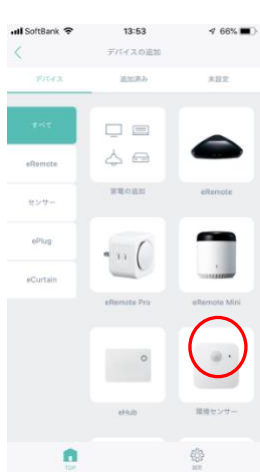 SoftBank 13:53 66%
デバイスの追加
デバイス 追加済み 未設定
すべて
eRemote
センサー
ePlug
eCurtain
家電の追加 eRemote
eRemote Pro eRemote Mini
eHub 環境センサー
TOP 設定